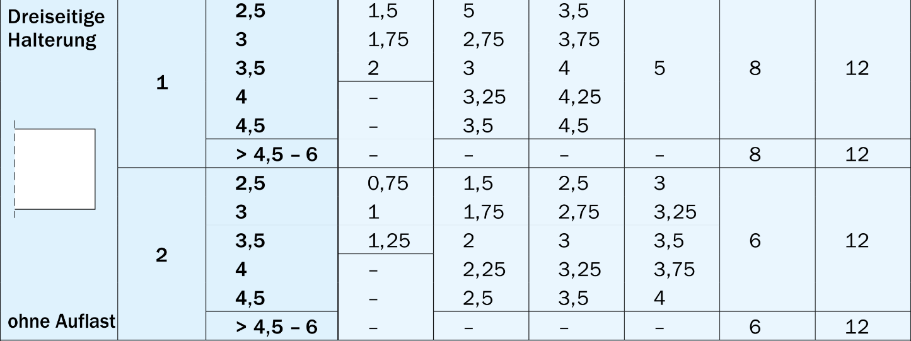 Dreiseitige
Halterung
ohne Auflast
1
2,5 1,5 5 3,5
3 1,75 2,75 3,75
3,5 2 3 4 5 8 12
4 – 3,25 4,25
4,5 – 3,5 4,5
> 4,5 – 6 – – – – 8 12
2
2,5 0,75 1,5 2,5 3
3 1 1,75 2,75 3,25
3,5 1,25 2 3 3,5 6 12
4 – 2,25 3,25 3,75
4,5 – 2,5 3,5 4
> 4,5 – 6 – – – – 6 12